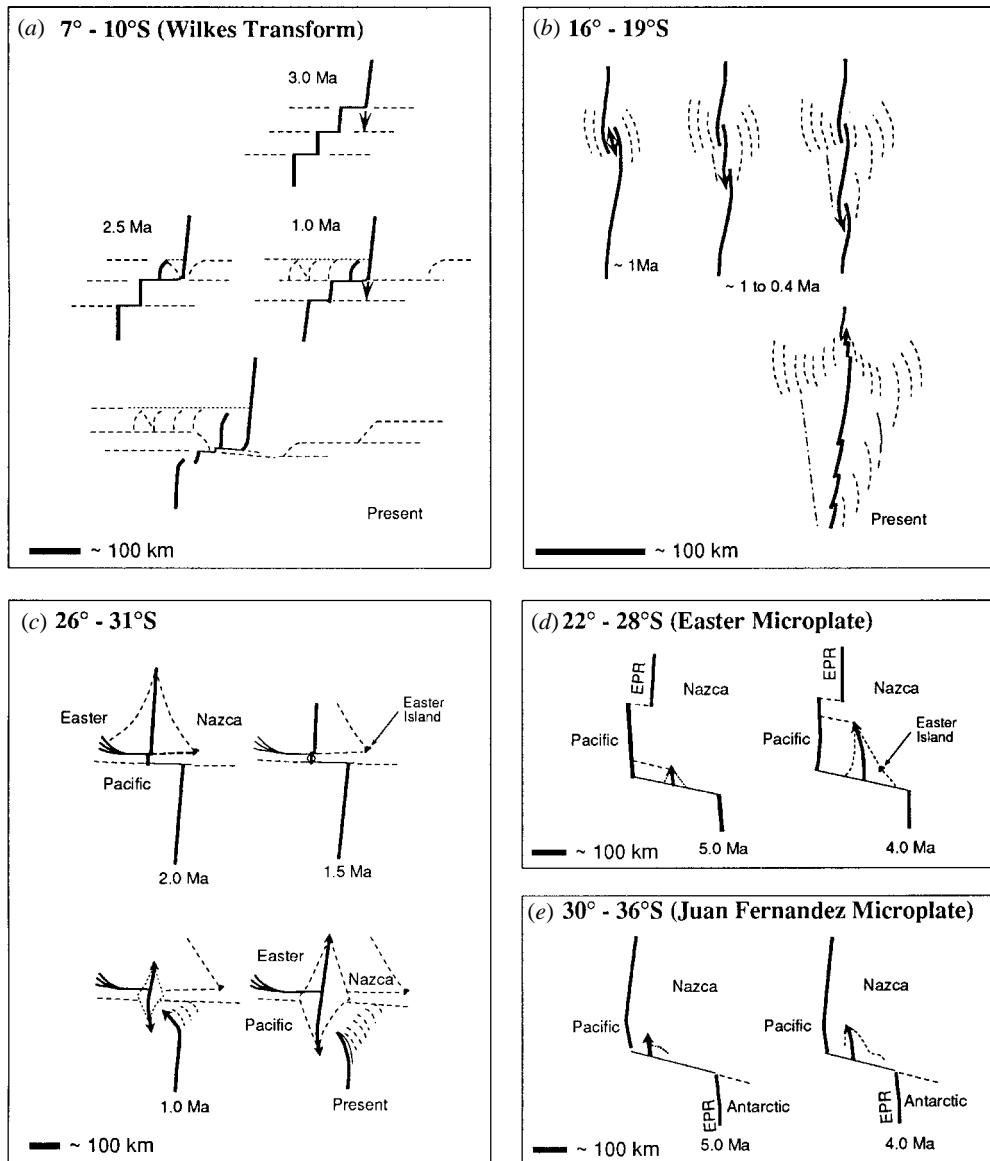 (a) 7° - 10°S (Wilkes Transform)
3.0 Ma
2.5 Ma
1.0 Ma
Present
~ 100 km
(b) 16° - 19°S
~ 1Ma
~ 1 to 0.4 Ma
Present
~ 100 km
(c) 26° - 31°S
Easter
Nazca
Pacific
2.0 Ma
Easter
Island
1.5 Ma
1.0 Ma
Easter
Nazca
Pacific
Present
~ 100 km
(d) 22° - 28°S (Easter Microplate)
EPR
Nazca
Pacific
5.0 Ma
EPR
Nazca
Pacific
Easter
Island
4.0 Ma
~ 100 km
(e) 30° - 36°S (Juan Fernandez Microplate)
Nazca
Pacific
EPR
Antarctic
5.0 Ma
Nazca
Pacific
EPR
Antarctic
4.0 Ma
~ 100 km